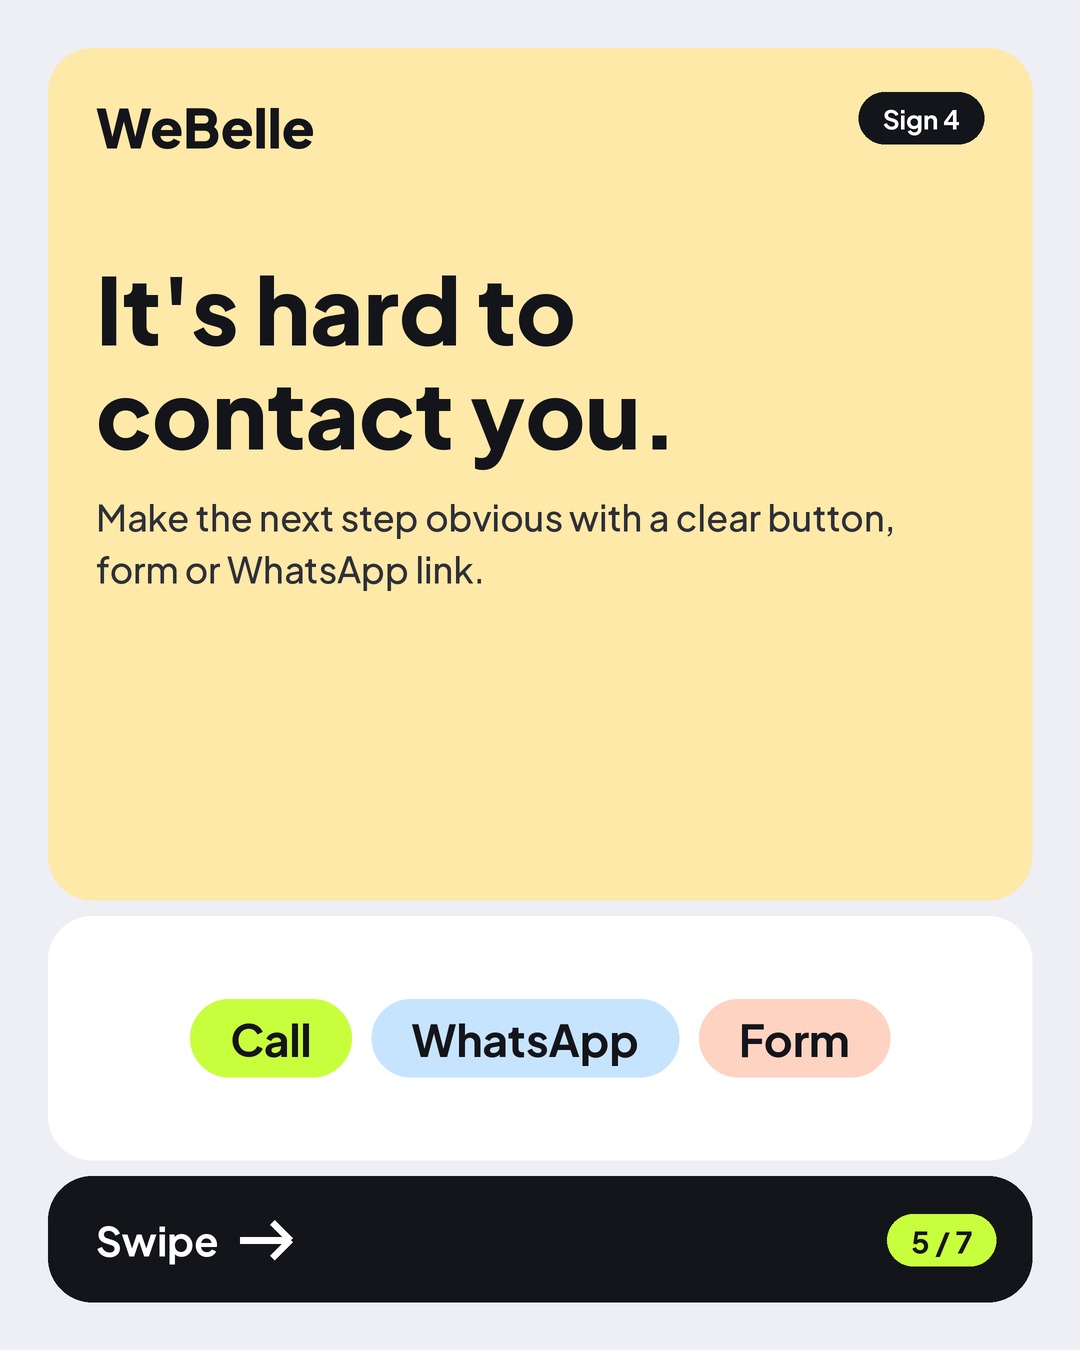 WeBelle
Sign 4
It's hard to
contact you.
Make the next step obvious with a clear button,
form or WhatsApp link.
Call
WhatsApp
Form
Swipe
5 / 7